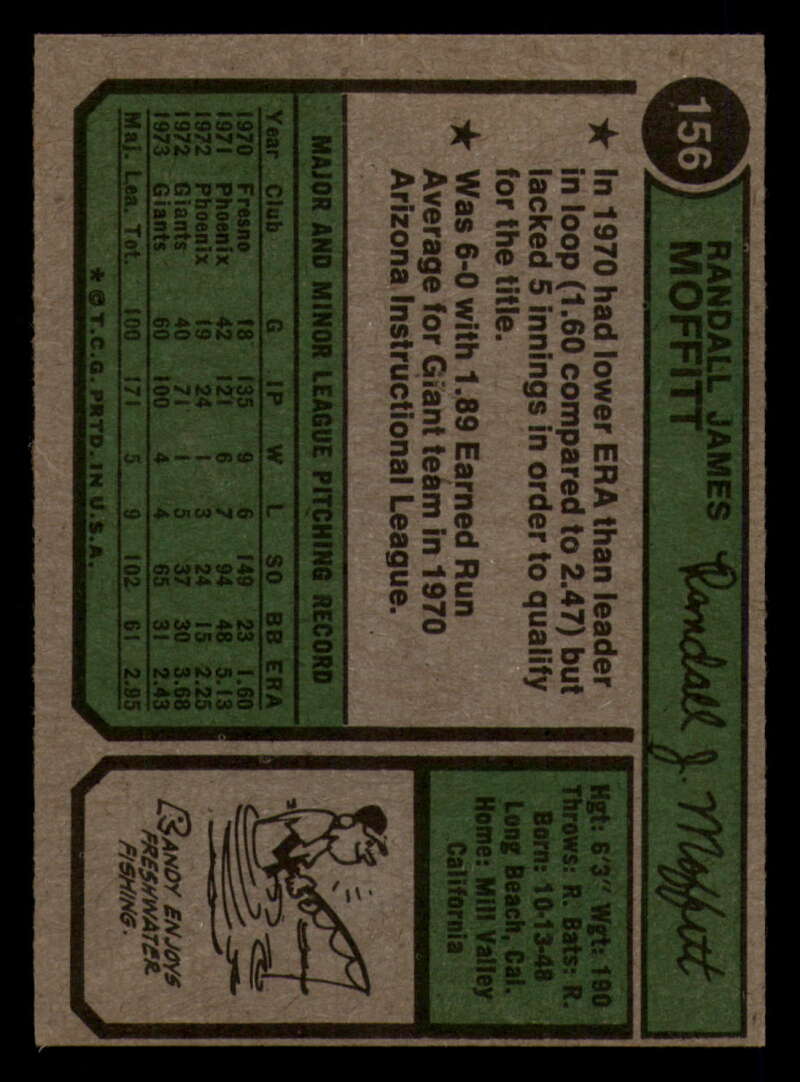 156
RANDALL JAMES
MOFFITT
Randall J. Moffitt
★ In 1970 had lower ERA than leader
in loop (1.60 compared to 2.47) but
lacked 5 innings in order to qualify
for the title.
★ Was 6-0 with 1.89 Earned Run
Average for Giant team in 1970
Arizona Instructional League.
MAJOR AND MINOR LEAGUE PITCHING RECORD
Year Club G IP W L SO BB ERA
1970 Fresno 18 135 9 6 149 23 1.60
1971 Phoenix 42 121 6 7 94 48 5.13
1972 Phoenix 19 24 1 3 24 15 2.25
1972 Giants 40 71 1 5 37 30 3.68
1973 Giants 60 100 4 4 65 31 2.43
Maj. Lea. Tot. 100 171 5 9 102 61 2.95
* © T.C.G. PRTD. IN U.S.A.
Hgt: 6'3" Wgt: 190
Throws: R. Bats: R.
Born: 10-13-48
Long Beach, Cal.
Home: Mill Valley
California
RANDY ENJOYS
FRESHWATER
FISHING.